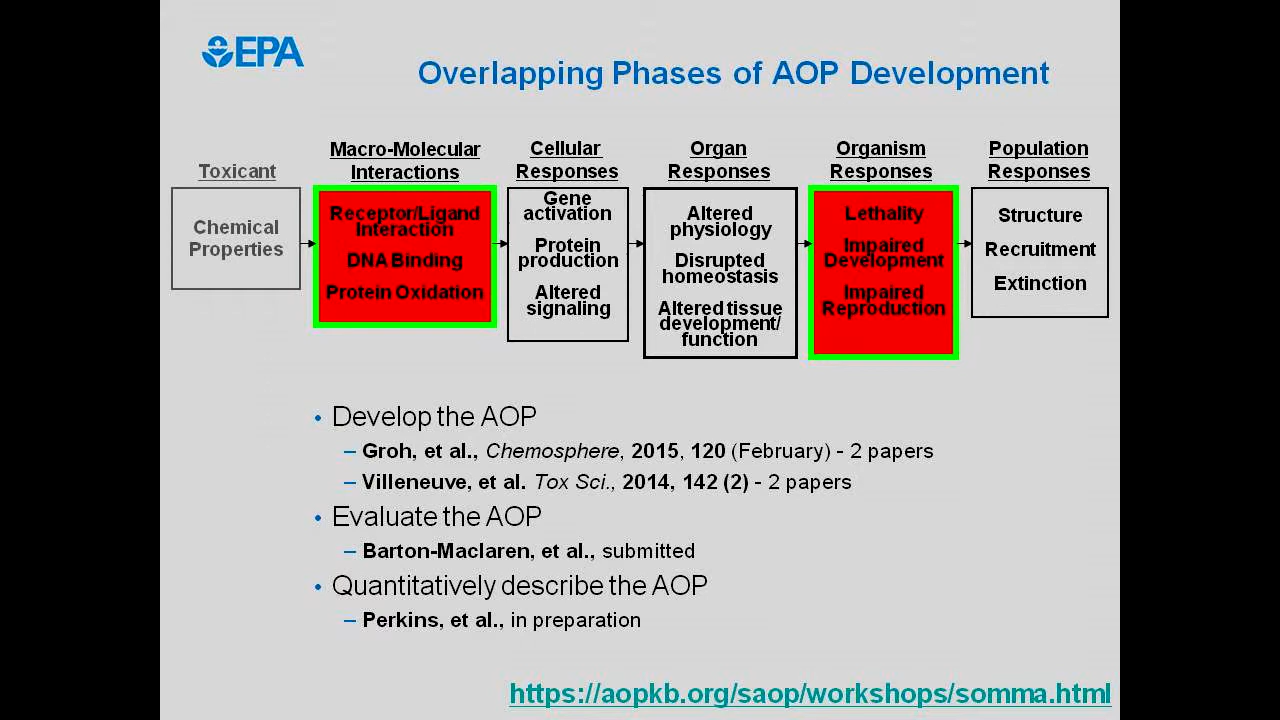 EPA
Overlapping Phases of AOP Development
Toxicant
Chemical
Properties
Macro-Molecular
Interactions
Receptor/Ligand
Interaction
DNA Binding
Protein Oxidation
Cellular
Responses
Gene
activation
Protein
production
Altered
signaling
Organ
Responses
Altered
physiology
Disrupted
homeostasis
Altered tissue
development/
function
Organism
Responses
Lethality
Impaired
Development
Impaired
Reproduction
Population
Responses
Structure
Recruitment
Extinction
• Develop the AOP
– Groh, et al., Chemosphere, 2015, 120 (February) - 2 papers
– Villeneuve, et al. Tox Sci., 2014, 142 (2) - 2 papers
• Evaluate the AOP
– Barton-Maclaren, et al., submitted
• Quantitatively describe the AOP
– Perkins, et al., in preparation
https://aopkb.org/saop/workshops/somma.html